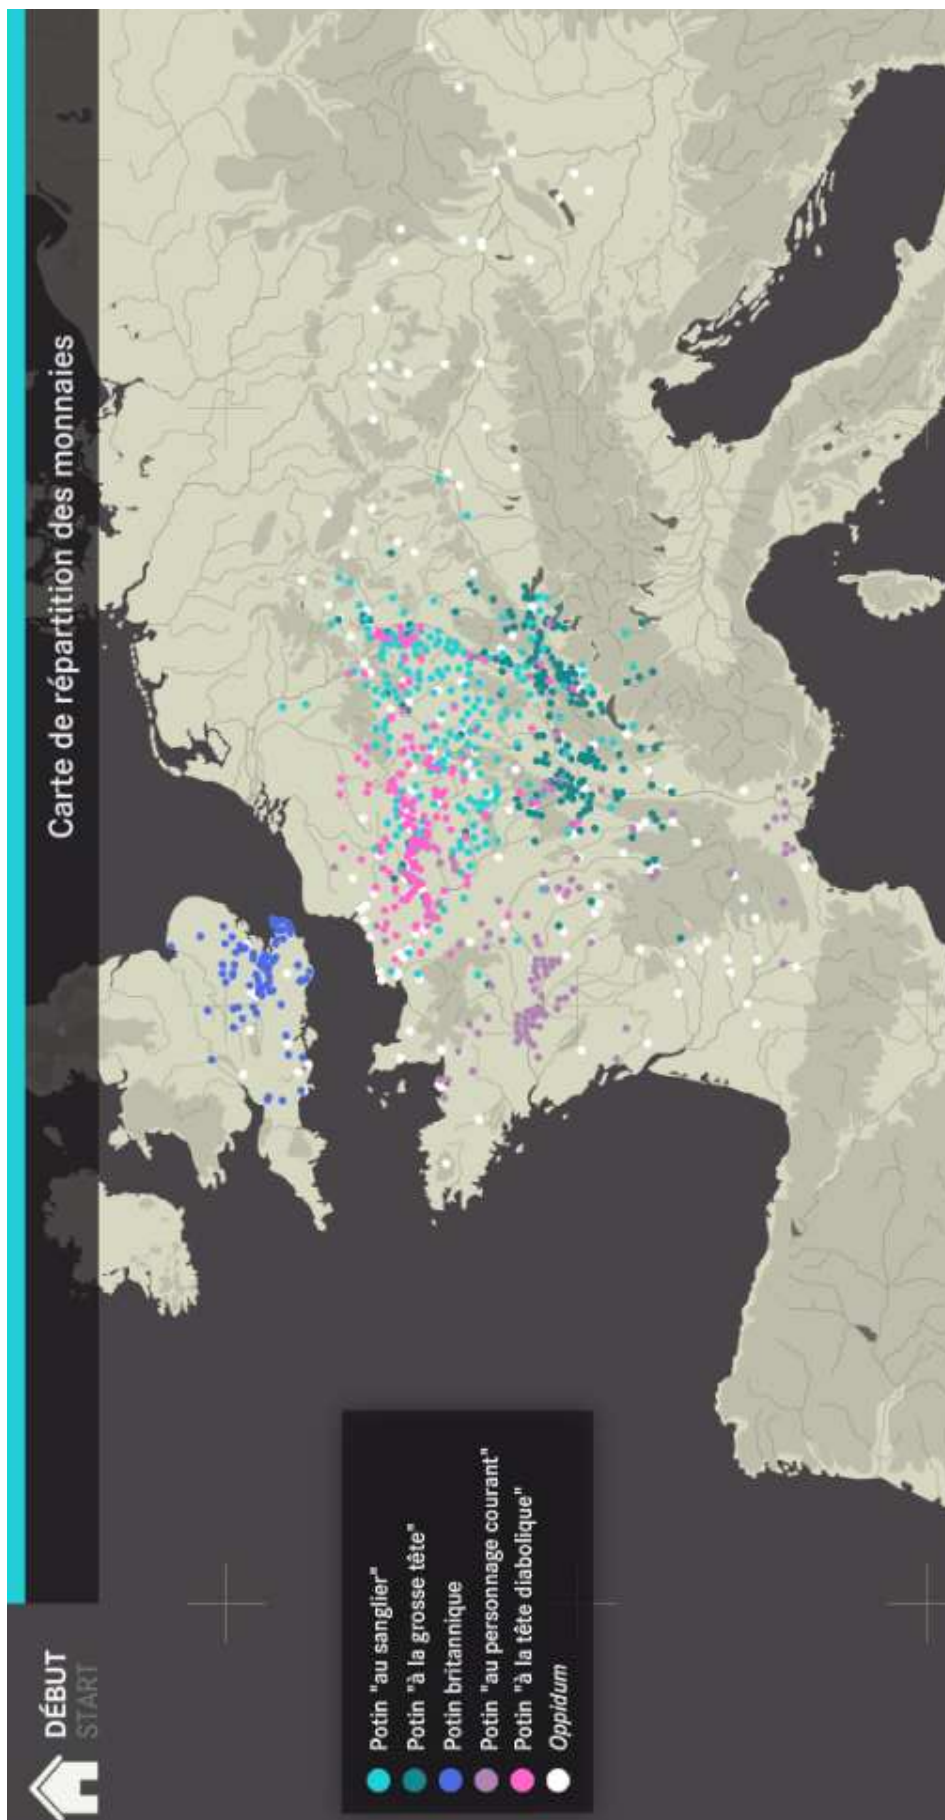 DÉBUT
START
Carte de répartition des monnaies
Potin "au sanglier"
Potin "à la grosse tête"
Potin britannique
Potin "au personnage courant"
Potin "à la tête diabolique"
Oppidum